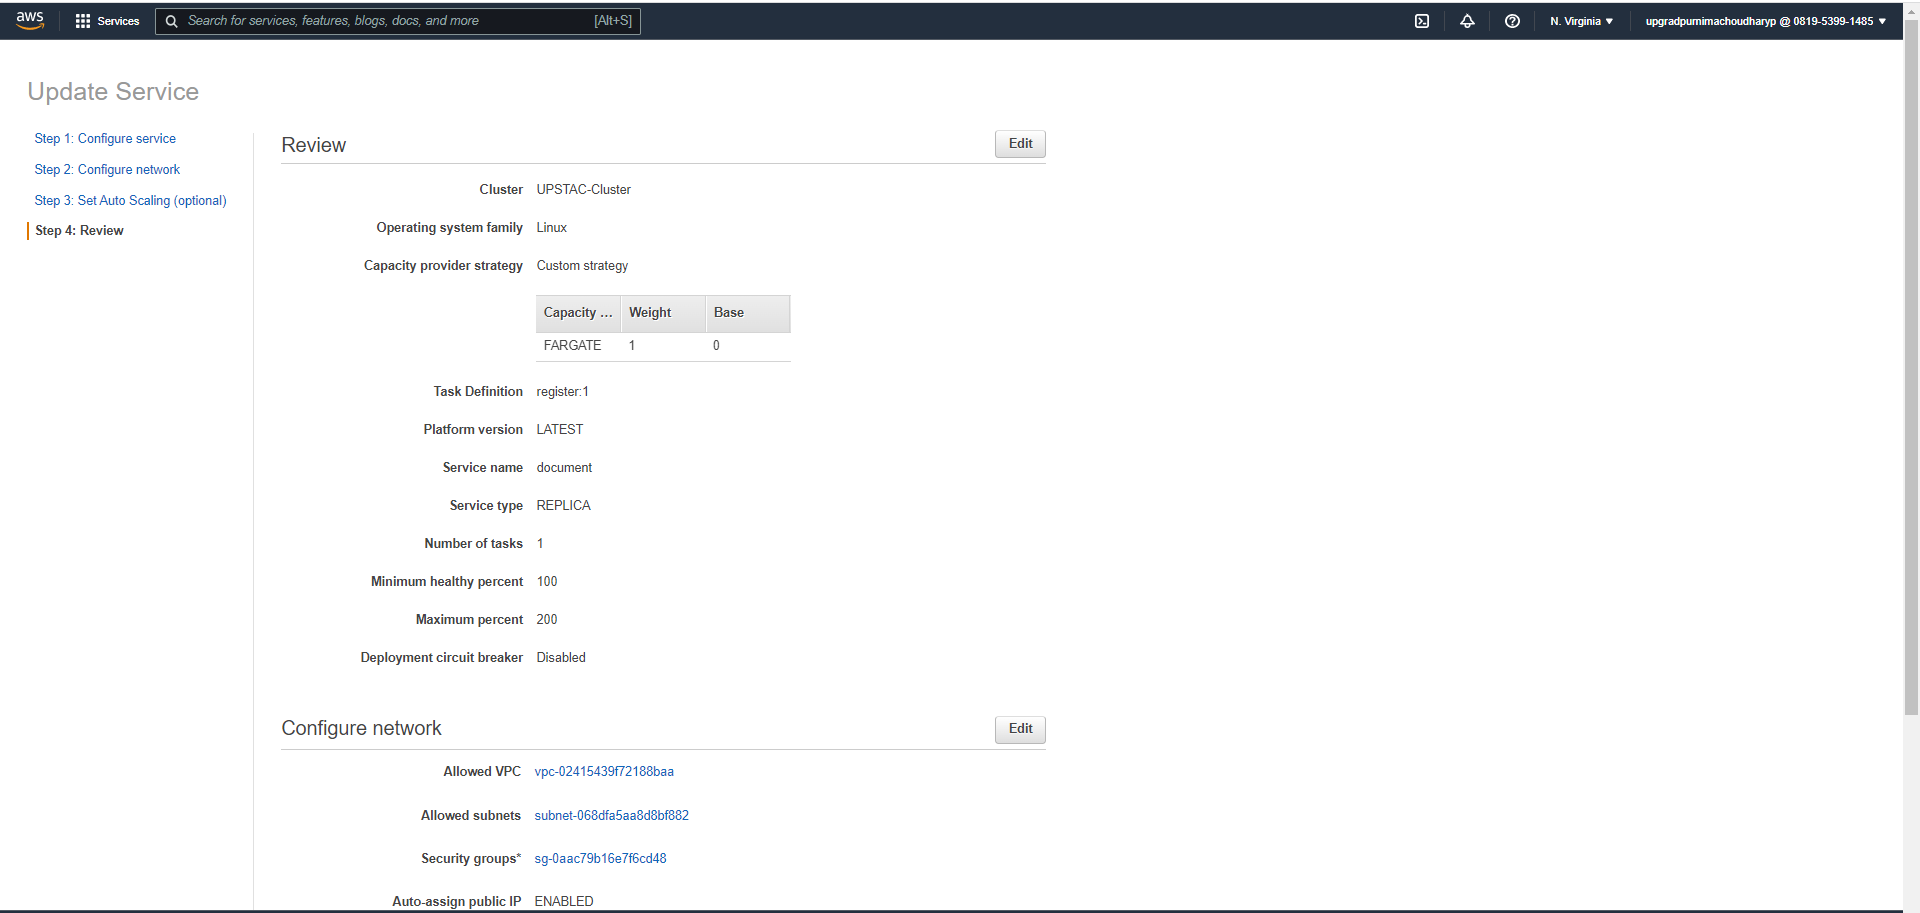 aws Services Search for services, features, blogs, docs, and more [Alt+S] N. Virginia ▼ upgradpurnimachoudharyp @ 0819-5399-1485 ▼
Update Service
Step 1: Configure service
Step 2: Configure network
Step 3: Set Auto Scaling (optional)
Step 4: Review
Review Edit
Cluster UPSTAC-Cluster
Operating system family Linux
Capacity provider strategy Custom strategy
Capacity ... Weight Base
FARGATE 1 0
Task Definition register:1
Platform version LATEST
Service name document
Service type REPLICA
Number of tasks 1
Minimum healthy percent 100
Maximum percent 200
Deployment circuit breaker Disabled
Configure network Edit
Allowed VPC vpc-02415439f72188baa
Allowed subnets subnet-068dfa5aa8d8bf882
Security groups* sg-0aac79b16e7f6cd48
Auto-assign public IP ENABLED